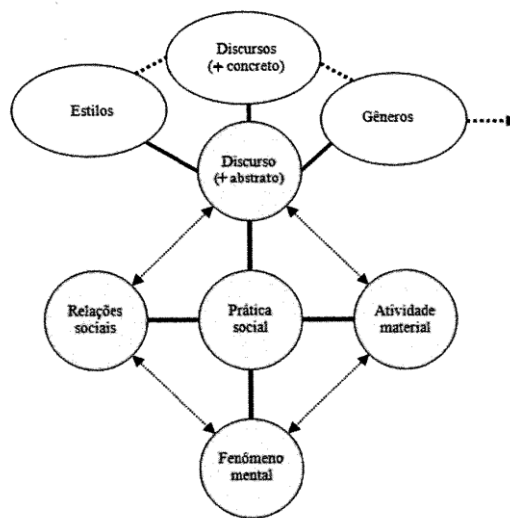 Discursos
(+ concreto)
Estilos
Gêneros
Discurso
(+ abstrato)
Relações
sociais
Prática
social
Atividade
material
Fenômeno
mental